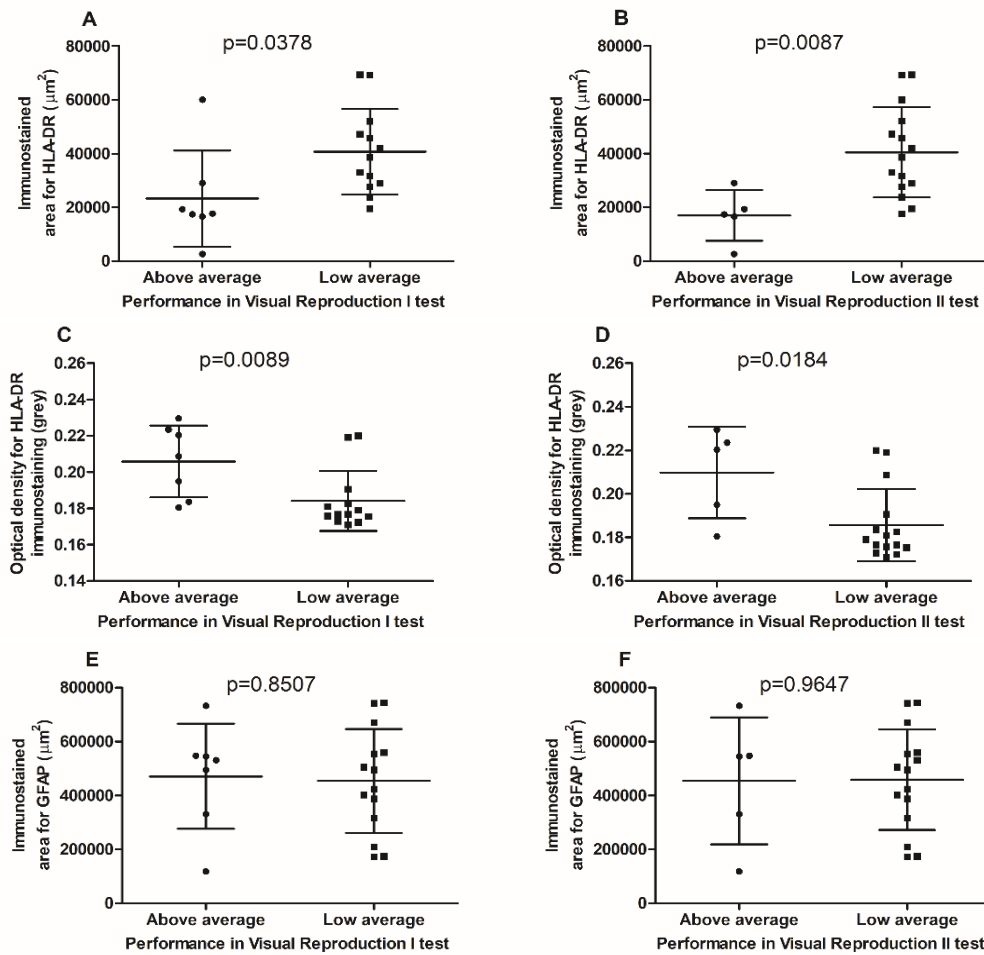 A
p=0.0378
Immunostained
area for HLA-DR (μm²)
80000
60000
40000
20000
0
Above average
Low average
Performance in Visual Reproduction I test
B
p=0.0087
Immunostained
area for HLA-DR (μm²)
80000
60000
40000
20000
0
Above average
Low average
Performance in Visual Reproduction II test
C
p=0.0089
Optical density for HLA-DR
immunostaining (grey)
0.26
0.24
0.22
0.20
0.18
0.16
0.14
Above average
Low average
Performance in Visual Reproduction I test
D
p=0.0184
Optical density for HLA-DR
immunostaining (grey)
0.26
0.24
0.22
0.20
0.18
0.16
Above average
Low average
Performance in Visual Reproduction II test
E
p=0.8507
Immunostained
area for GFAP (μm²)
800000
600000
400000
200000
0
Above average
Low average
Performance in Visual Reproduction I test
F
p=0.9647
Immunostained
area for GFAP (μm²)
800000
600000
400000
200000
0
Above average
Low average
Performance in Visual Reproduction II test